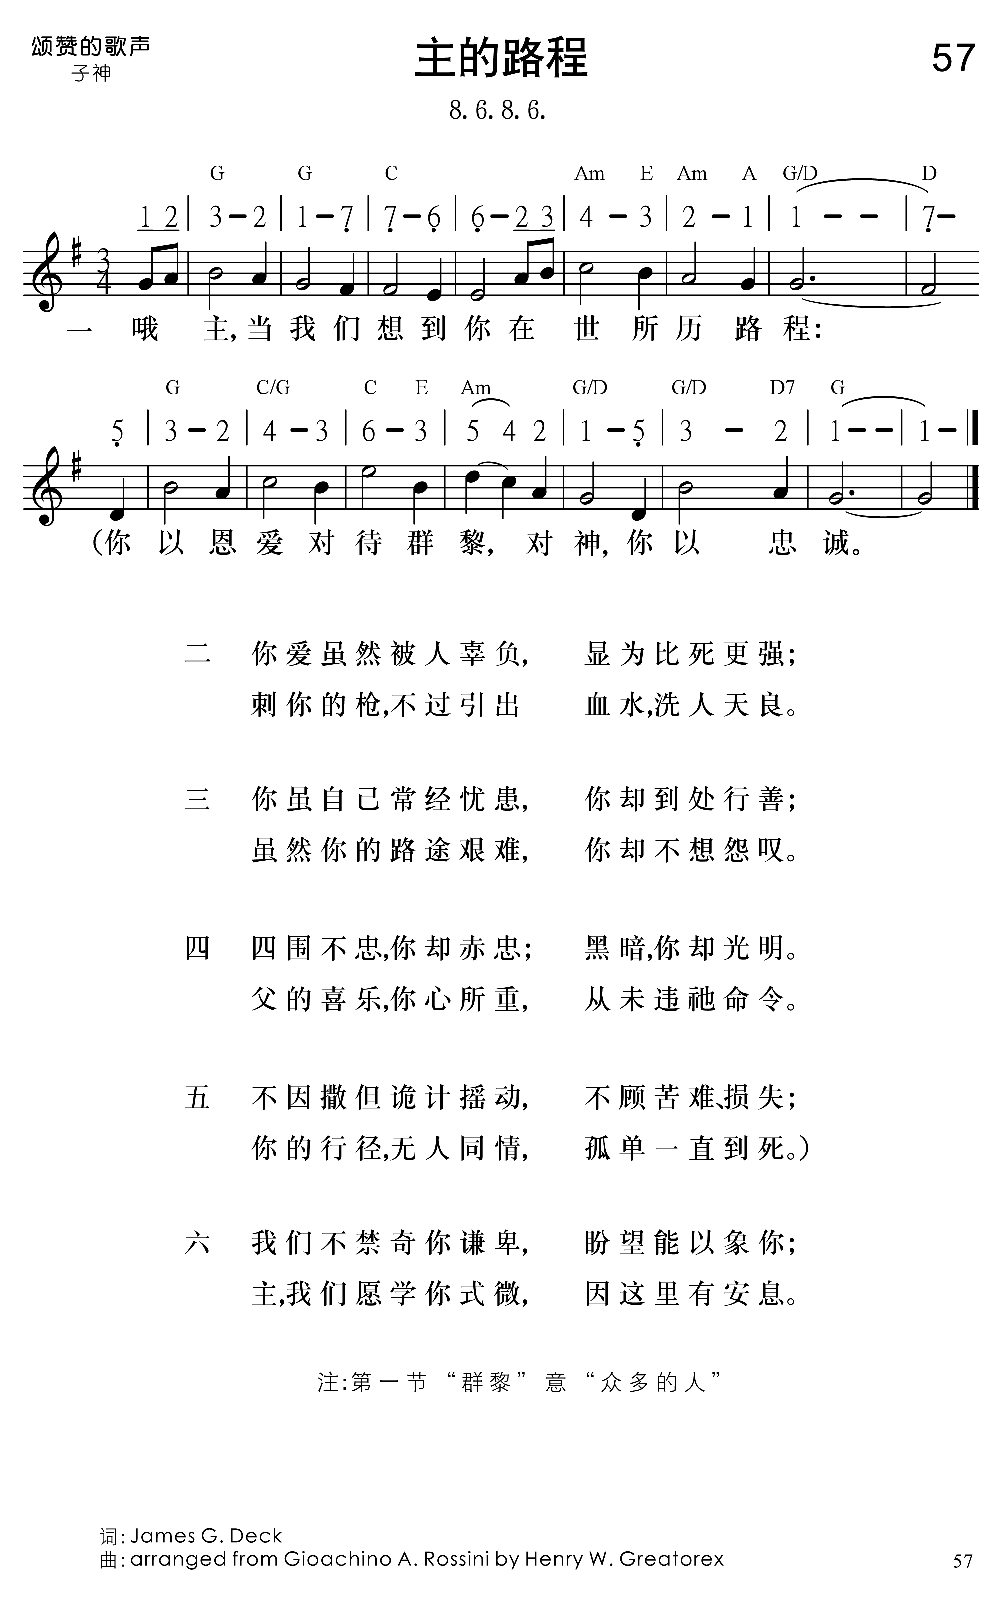 颂赞的歌声
子神
主的路程
57
8. 6. 8. 6.
G G C Am E Am A G/D D
1 2 | 3 - 2 | 1 - 7 | 7 - 6 | 6 - 2 3 | 4 - 3 | 2 - 1 | 1 - - | 7 -
3
4
一 哦 主,当我们想到你在世所历路程:
G C/G C E Am G/D G/D D7 G
5 | 3 - 2 | 4 - 3 | 6 - 3 | 5 4 2 | 1 - 5 | 3 - 2 | 1 - - | 1 -
(你以恩爱对待群黎,对神,你以忠诚。
二 你爱虽然被人辜负, 显为比死更强;
刺你的枪,不过引出 血水,洗人天良。
三 你虽自己常经忧患, 你却到处行善;
虽然你的路途艰难, 你却不想怨叹。
四 四围不忠,你却赤忠; 黑暗,你却光明。
父的喜乐,你心所重, 从未违祂命令。
五 不因撒但诡计摇动, 不顾苦难、损失;
你的行径,无人同情, 孤单一直到死。)
六 我们不禁奇你谦卑, 盼望能以象你;
主,我们愿学你式微, 因这里有安息。
注:第一节“群黎”意“众多的人”
词: James G. Deck
曲: arranged from Gioachino A. Rossini by Henry W. Greatorex
57